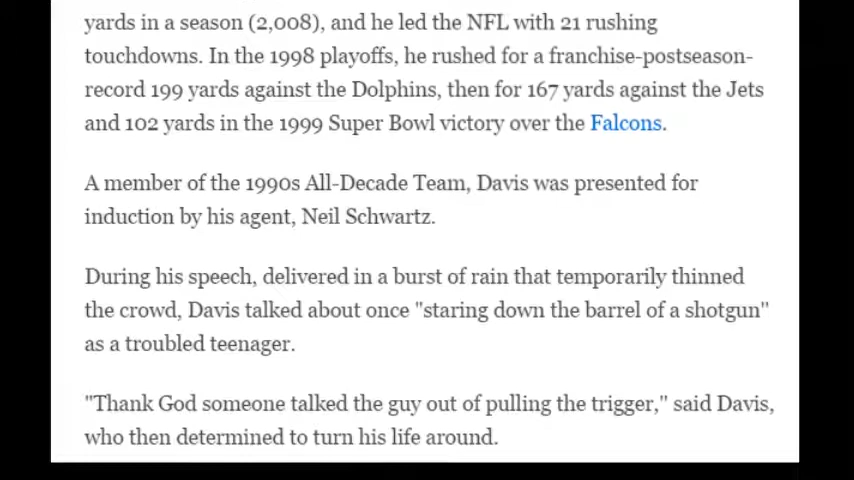 yards in a season (2,008), and he led the NFL with 21 rushing
touchdowns. In the 1998 playoffs, he rushed for a franchise-postseason-
record 199 yards against the Dolphins, then for 167 yards against the Jets
and 102 yards in the 1999 Super Bowl victory over the Falcons.
A member of the 1990s All-Decade Team, Davis was presented for
induction by his agent, Neil Schwartz.
During his speech, delivered in a burst of rain that temporarily thinned
the crowd, Davis talked about once "staring down the barrel of a shotgun"
as a troubled teenager.
"Thank God someone talked the guy out of pulling the trigger," said Davis,
who then determined to turn his life around.